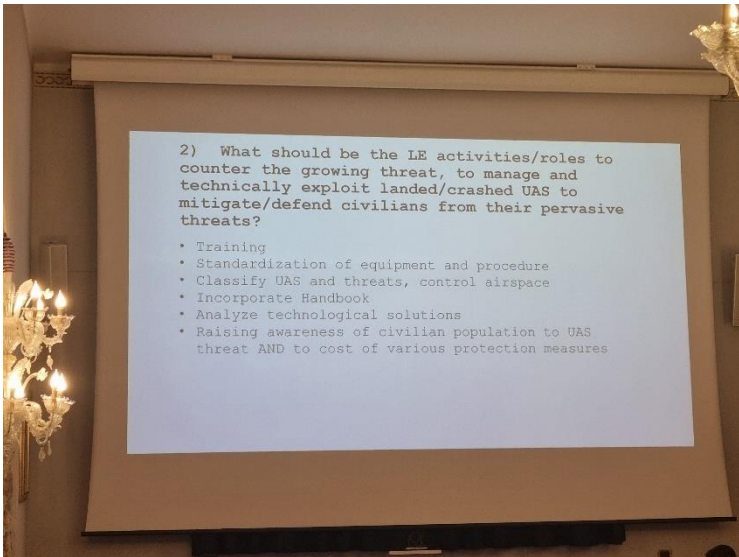 2) What should be the LE activities/roles to
counter the growing threat, to manage and
technically exploit landed/crashed UAS to
mitigate/defend civilians from their pervasive
threats?
• Training
• Standardization of equipment and procedure
• Classify UAS and threats, control airspace
• Incorporate Handbook
• Analyze technological solutions
• Raising awareness of civilian population to UAS
threat AND to cost of various protection measures